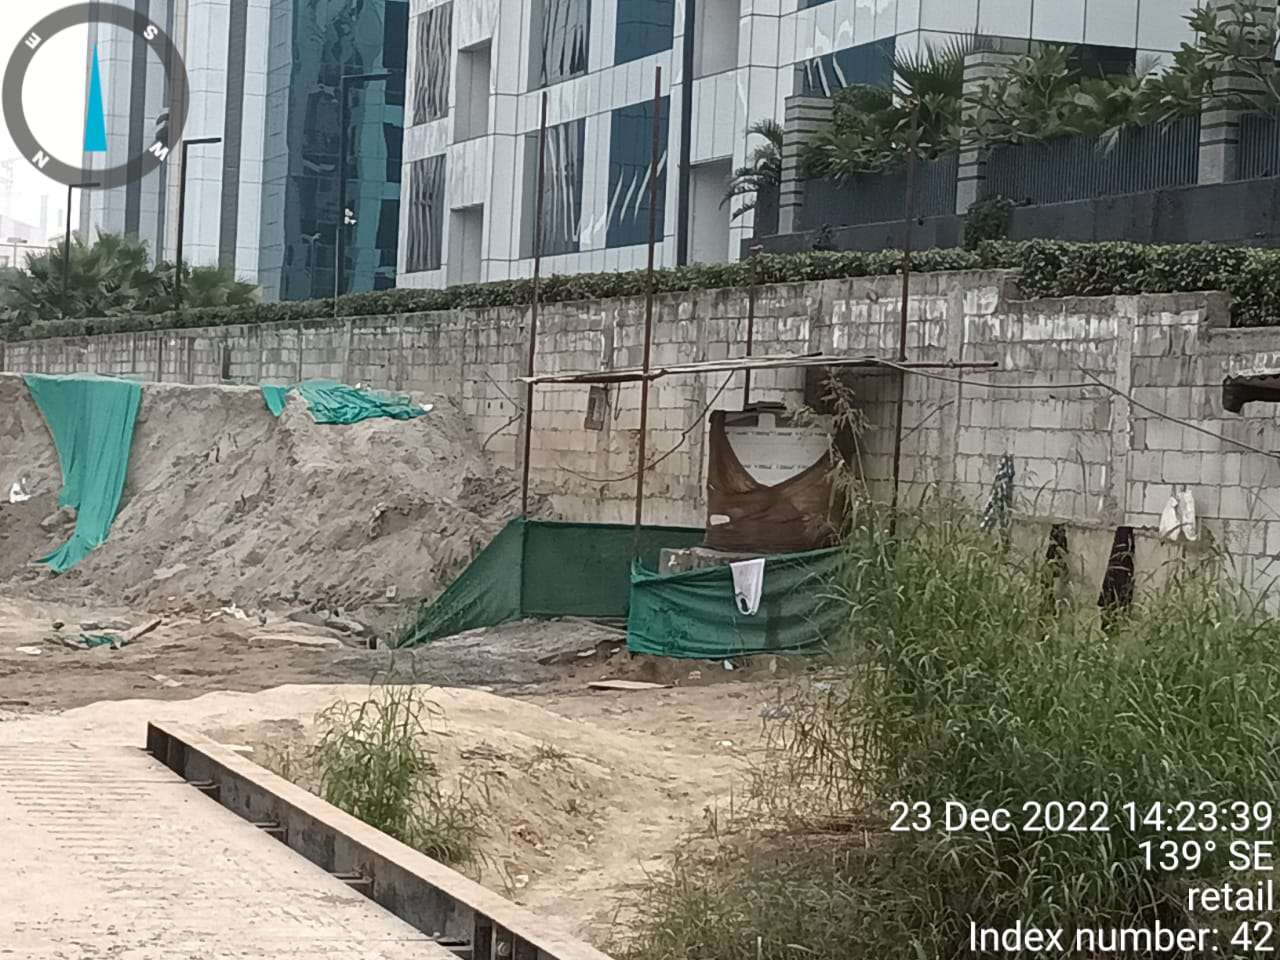 S
E
W
N
23 Dec 2022 14:23:39
139° SE
retail
Index number: 42